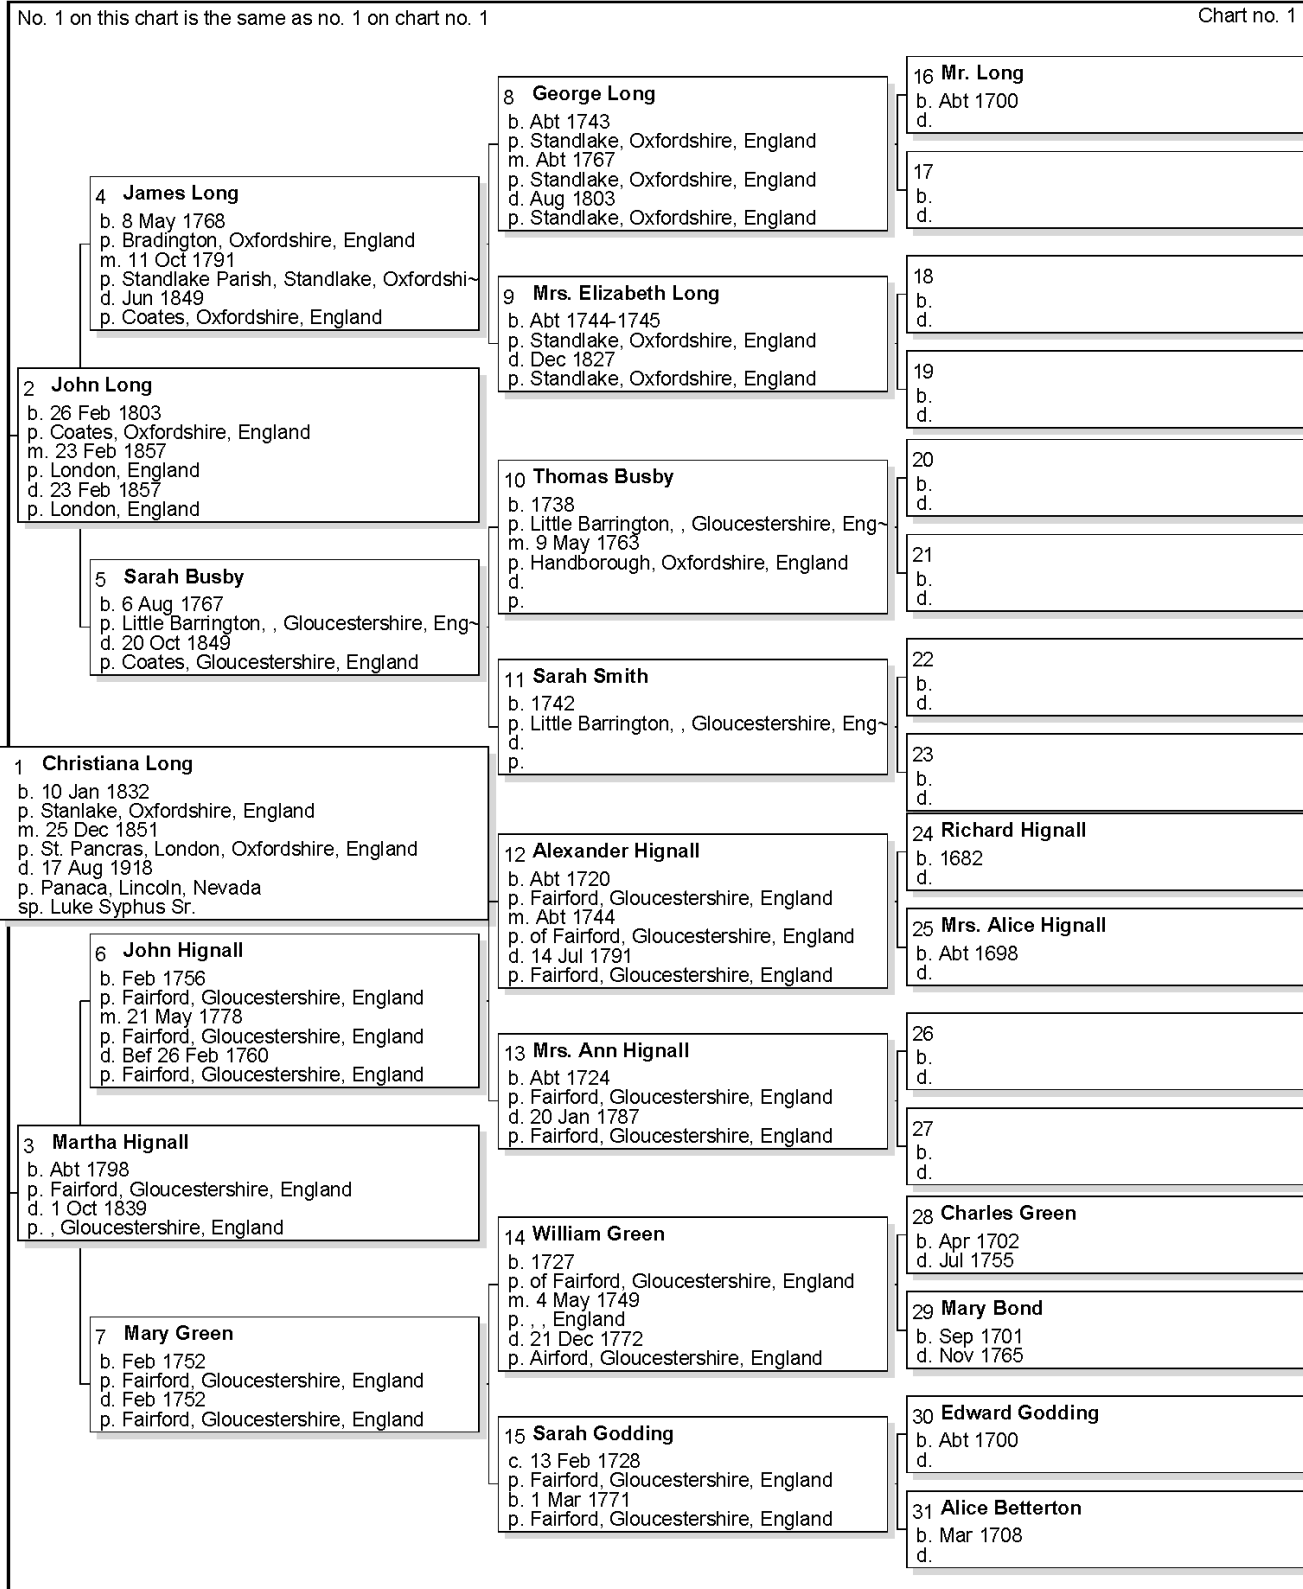 No. 1 on this chart is the same as no. 1 on chart no. 1
Chart no. 1
16 Mr. Long
b. Abt 1700
d.
8 George Long
b. Abt 1743
p. Standlake, Oxfordshire, England
m. Abt 1767
p. Standlake, Oxfordshire, England
d. Aug 1803
p. Standlake, Oxfordshire, England
17
b.
d.
4 James Long
b. 8 May 1768
p. Bradington, Oxfordshire, England
m. 11 Oct 1791
p. Standlake Parish, Standlake, Oxfordshi~
d. Jun 1849
p. Coates, Oxfordshire, England
18
b.
d.
9 Mrs. Elizabeth Long
b. Abt 1744-1745
p. Standlake, Oxfordshire, England
d. Dec 1827
p. Standlake, Oxfordshire, England
19
b.
d.
2 John Long
b. 26 Feb 1803
p. Coates, Oxfordshire, England
m. 23 Feb 1857
p. London, England
d. 23 Feb 1857
p. London, England
20
b.
d.
10 Thomas Busby
b. 1738
p. Little Barrington, , Gloucestershire, Eng~
m. 9 May 1763
p. Handborough, Oxfordshire, England
d.
p.
21
b.
d.
5 Sarah Busby
b. 6 Aug 1767
p. Little Barrington, , Gloucestershire, Eng~
d. 20 Oct 1849
p. Coates, Gloucestershire, England
22
b.
d.
11 Sarah Smith
b. 1742
p. Little Barrington, , Gloucestershire, Eng~
d.
p.
23
b.
d.
1 Christiana Long
b. 10 Jan 1832
p. Stanlake, Oxfordshire, England
m. 25 Dec 1851
p. St. Pancras, London, Oxfordshire, England
d. 17 Aug 1918
p. Panaca, Lincoln, Nevada
sp. Luke Syphus Sr.
24 Richard Hignall
b. 1682
d.
12 Alexander Hignall
b. Abt 1720
p. Fairford, Gloucestershire, England
m. Abt 1744
p. of Fairford, Gloucestershire, England
d. 14 Jul 1791
p. Fairford, Gloucestershire, England
25 Mrs. Alice Hignall
b. Abt 1698
d.
6 John Hignall
b. Feb 1756
p. Fairford, Gloucestershire, England
m. 21 May 1778
p. Fairford, Gloucestershire, England
d. Bef 26 Feb 1760
p. Fairford, Gloucestershire, England
26
b.
d.
13 Mrs. Ann Hignall
b. Abt 1724
p. Fairford, Gloucestershire, England
d. 20 Jan 1787
p. Fairford, Gloucestershire, England
27
b.
d.
3 Martha Hignall
b. Abt 1798
p. Fairford, Gloucestershire, England
d. 1 Oct 1839
p. , Gloucestershire, England
28 Charles Green
b. Apr 1702
d. Jul 1755
14 William Green
b. 1727
p. of Fairford, Gloucestershire, England
m. 4 May 1749
p. , , England
d. 21 Dec 1772
p. Airford, Gloucestershire, England
29 Mary Bond
b. Sep 1701
d. Nov 1765
7 Mary Green
b. Feb 1752
p. Fairford, Gloucestershire, England
d. Feb 1752
p. Fairford, Gloucestershire, England
30 Edward Godding
b. Abt 1700
d.
15 Sarah Godding
c. 13 Feb 1728
p. Fairford, Gloucestershire, England
b. 1 Mar 1771
p. Fairford, Gloucestershire, England
31 Alice Betterton
b. Mar 1708
d.